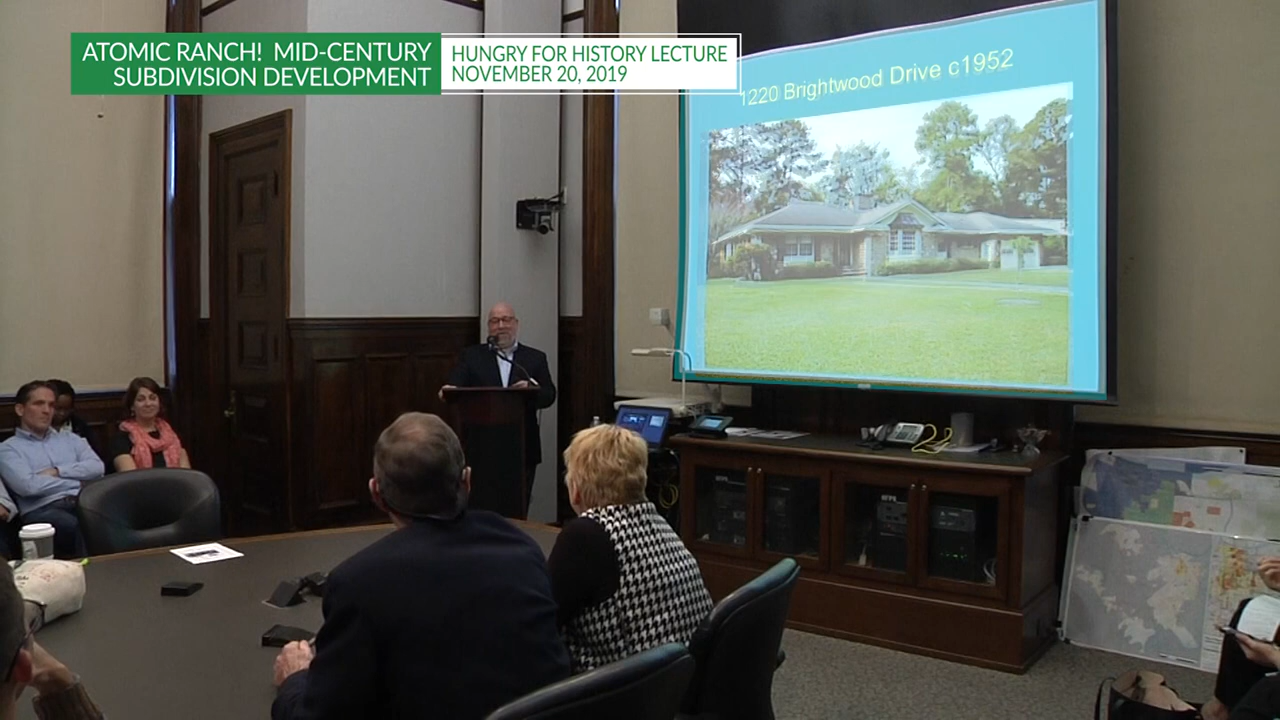 ATOMIC RANCH! MID-CENTURY
SUBDIVISION DEVELOPMENT
HUNGRY FOR HISTORY LECTURE
NOVEMBER 20, 2019
1220 Brightwood Drive c1952